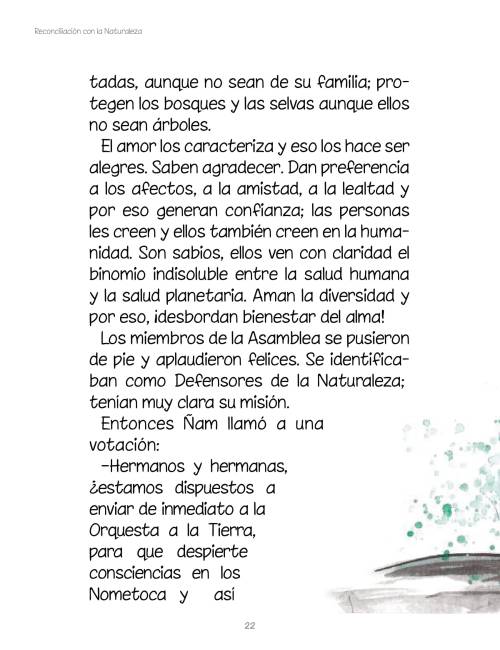 Reconciliación con la Naturaleza
tadas, aunque no sean de su familia; pro-
tegen los bosques y las selvas aunque ellos
no sean árboles.
El amor los caracteriza y eso los hace ser
alegres. Saben agradecer. Dan preferencia
a los afectos, a la amistad, a la lealtad y
por eso generan confianza; las personas
les creen y ellos también creen en la huma-
nidad. Son sabios, ellos ven con claridad el
binomio indisoluble entre la salud humana
y la salud planetaria. Aman la diversidad y
por eso, ¡desbordan bienestar del alma!
Los miembros de la Asamblea se pusieron
de pie y aplaudieron felices. Se identifica-
ban como Defensores de la Naturaleza;
tenían muy clara su misión.
Entonces Ñam llamó a una
votación:
–Hermanos y hermanas,
¿estamos dispuestos a
enviar de inmediato a la
Orquesta a la Tierra,
para que despierte
consciencias en los
Nometoca y así
22